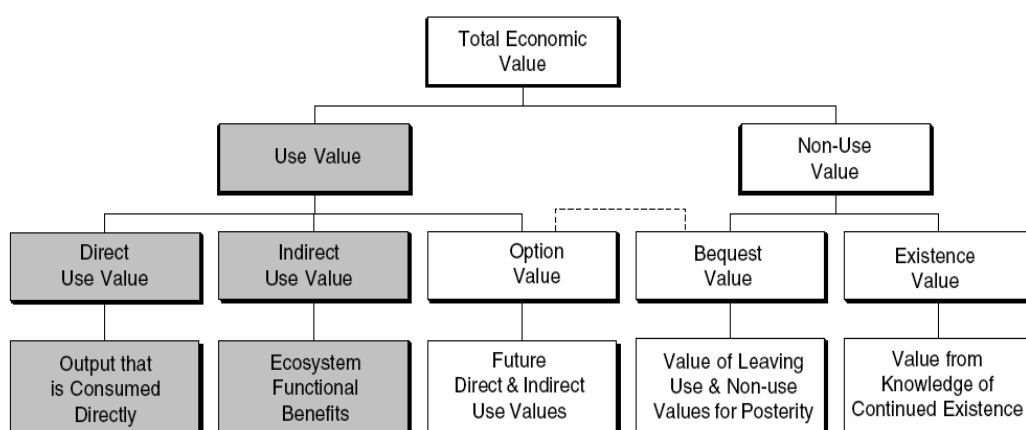 Total Economic
Value
Use Value
Non-Use
Value
Direct
Use Value
Indirect
Use Value
Option
Value
Bequest
Value
Existence
Value
Output that
is Consumed
Directly
Ecosystem
Functional
Benefits
Future
Direct & Indirect
Use Values
Value of Leaving
Use & Non-use
Values for Posterity
Value from
Knowledge of
Continued Existence